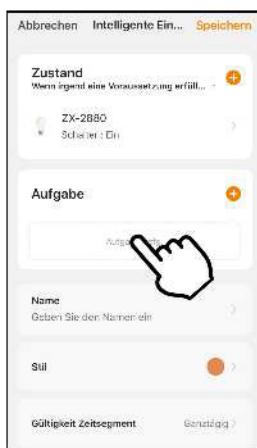 Abbrechen Intelligente Ein... Speichern
Zustand
Wenn irgend eine Voraussetzung erfüll...
ZX-2880
Schalter : Ein
Aufgabe
Name
Geben Sie den Namen ein
Stil
Gültigkeit Zeitsegment Ganztägig